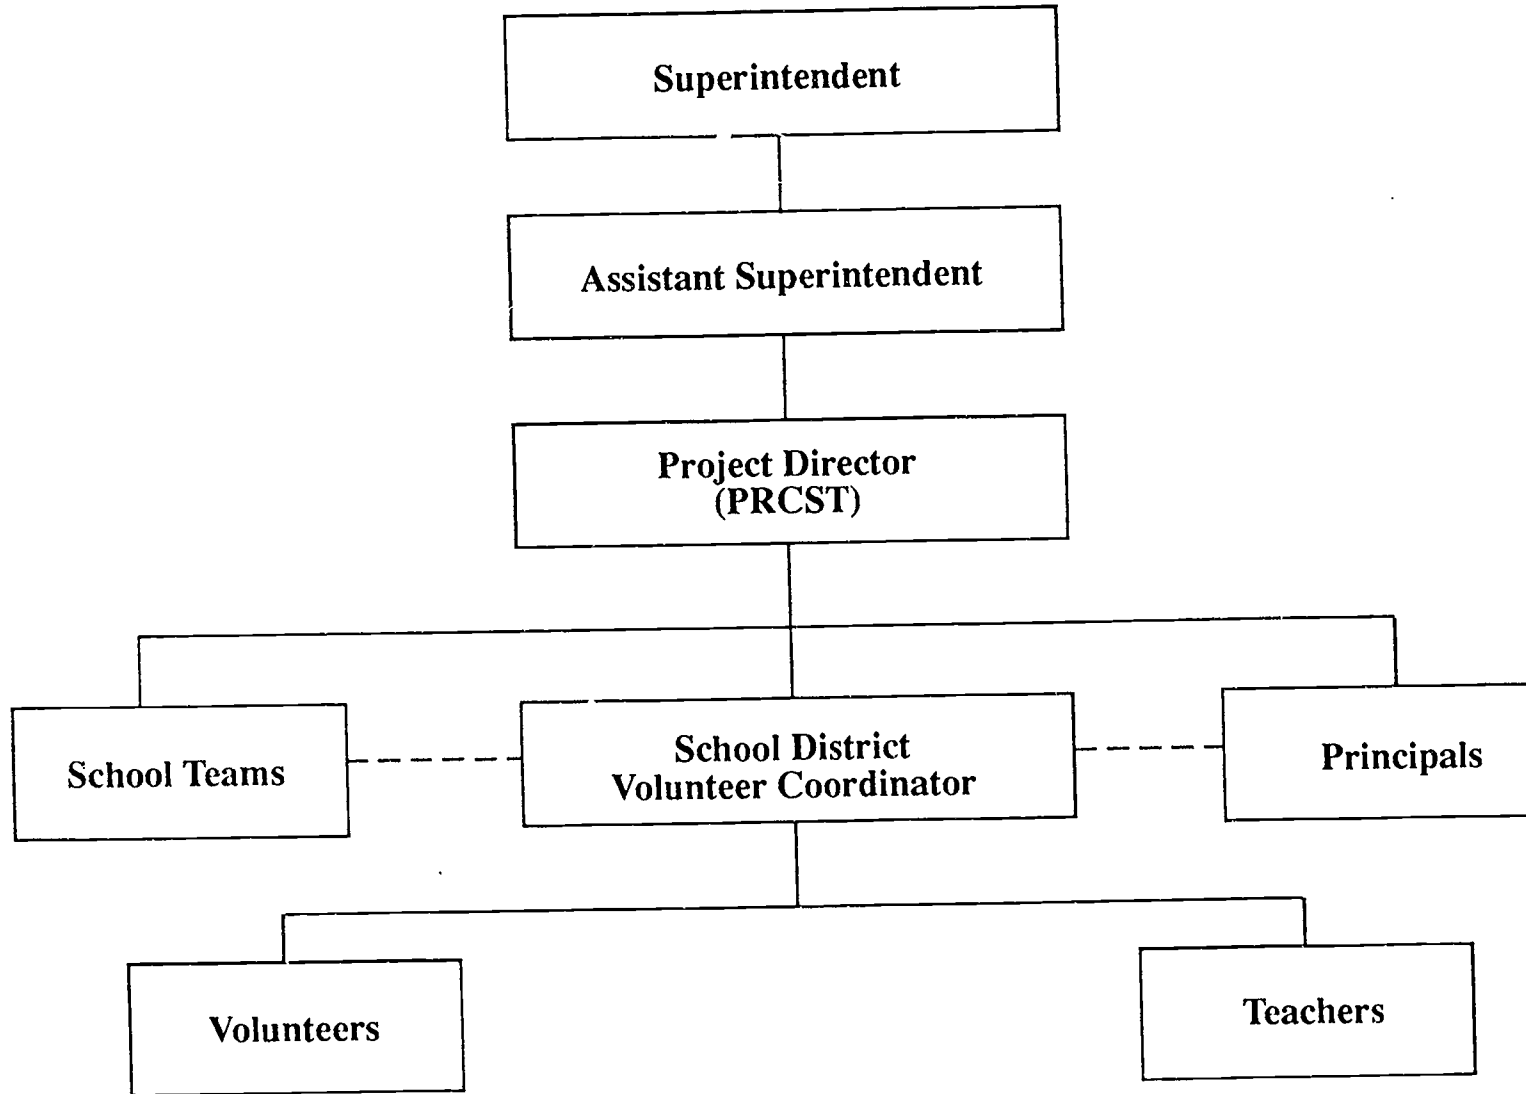 Superintendent
Assistant Superintendent
Project Director
(PRCST)
School Teams
School District
Volunteer Coordinator
Principals
Volunteers
Teachers